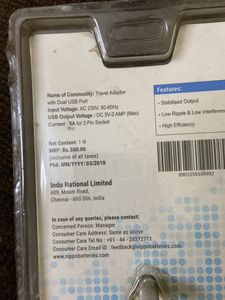 Name of Commodity: Travel Adaptor
with Dual USB Port
Input Voltage: AC 230V, 50-60Hz
USB Output Voltage : DC 5V-2 AMP (Max)
Current : 6A for 3 Pin Socket
Net Content: 1 N
MRP: Rs.350.00
(Inclusive of all taxes)
Pkd. MM/YYYY: 03/2019
Indo National Limited
609, Mount Road,
Chennai - 600 006, INDIA
In case of any queries, please contact:
Concerned Person: Manager
Consumer Care Address: Same as above
Consumer Care Tel No.: +91 - 44 - 28272711
Email ID : feedback@nippobatteries.com
www.nippobatteries.com
Features:
- Stabilised Output
- Low Ripple & Low Interference
- High Efficiency
8901559104992